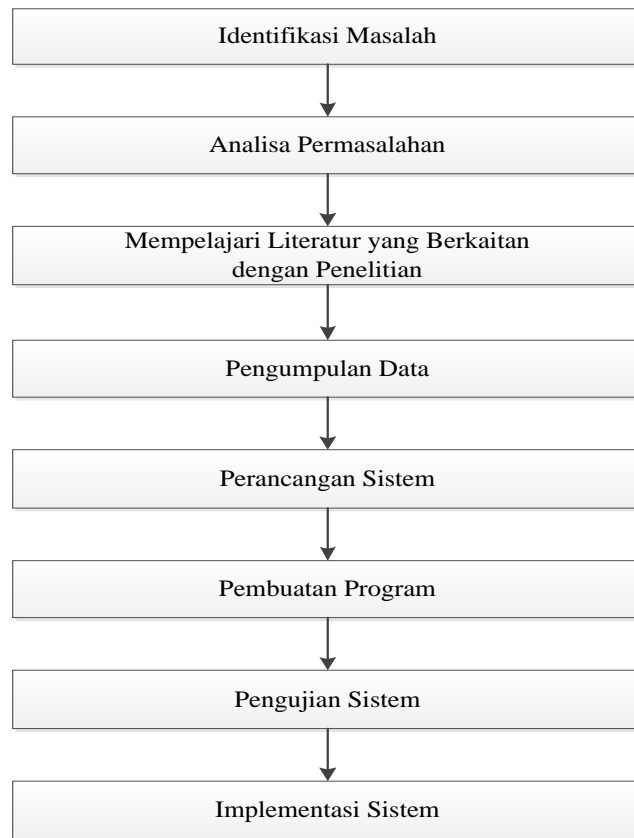 Identifikasi Masalah
Analisa Permasalahan
Mempelajari Literatur yang Berkaitan
dengan Penelitian
Pengumpulan Data
Perancangan Sistem
Pembuatan Program
Pengujian Sistem
Implementasi Sistem